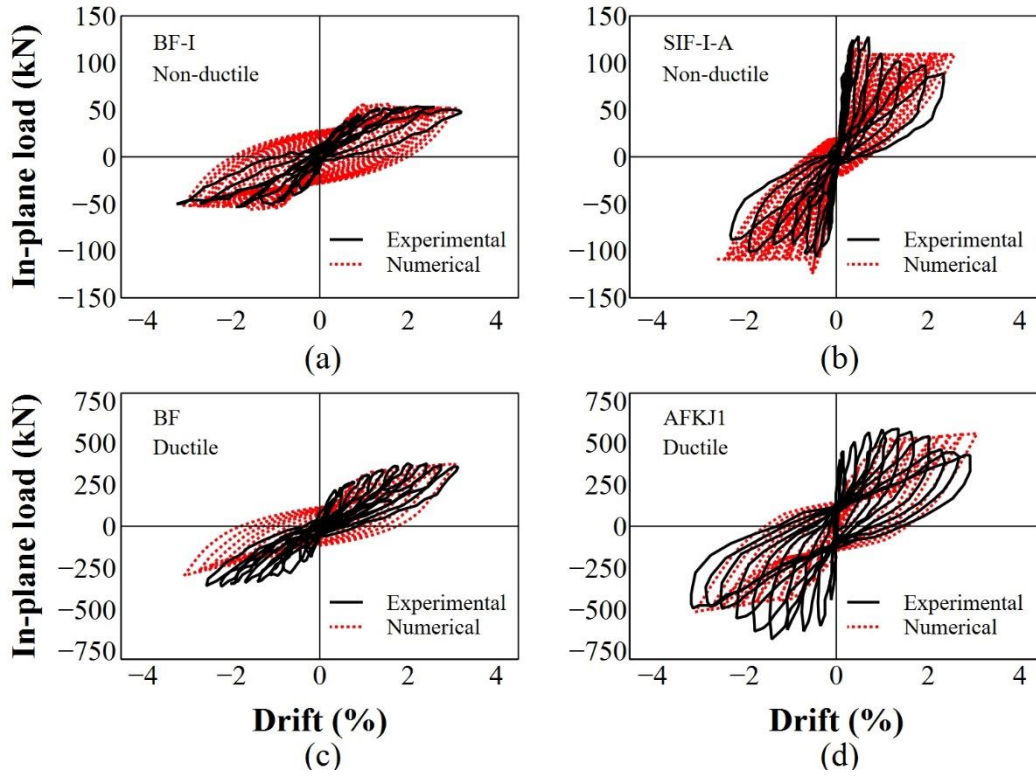 150
100
50
0
−50
−100
−150
In-plane load (kN)
BF-I
Non-ductile
Experimental
Numerical
−4 −2 0 2 4
(a)
150
100
50
0
−50
−100
−150
SIF-I-A
Non-ductile
Experimental
Numerical
−4 −2 0 2 4
(b)
750
500
250
0
−250
−500
−750
In-plane load (kN)
BF
Ductile
Experimental
Numerical
−4 −2 0 2 4
Drift (%)
(c)
750
500
250
0
−250
−500
−750
AFKJ1
Ductile
Experimental
Numerical
−4 −2 0 2 4
Drift (%)
(d)